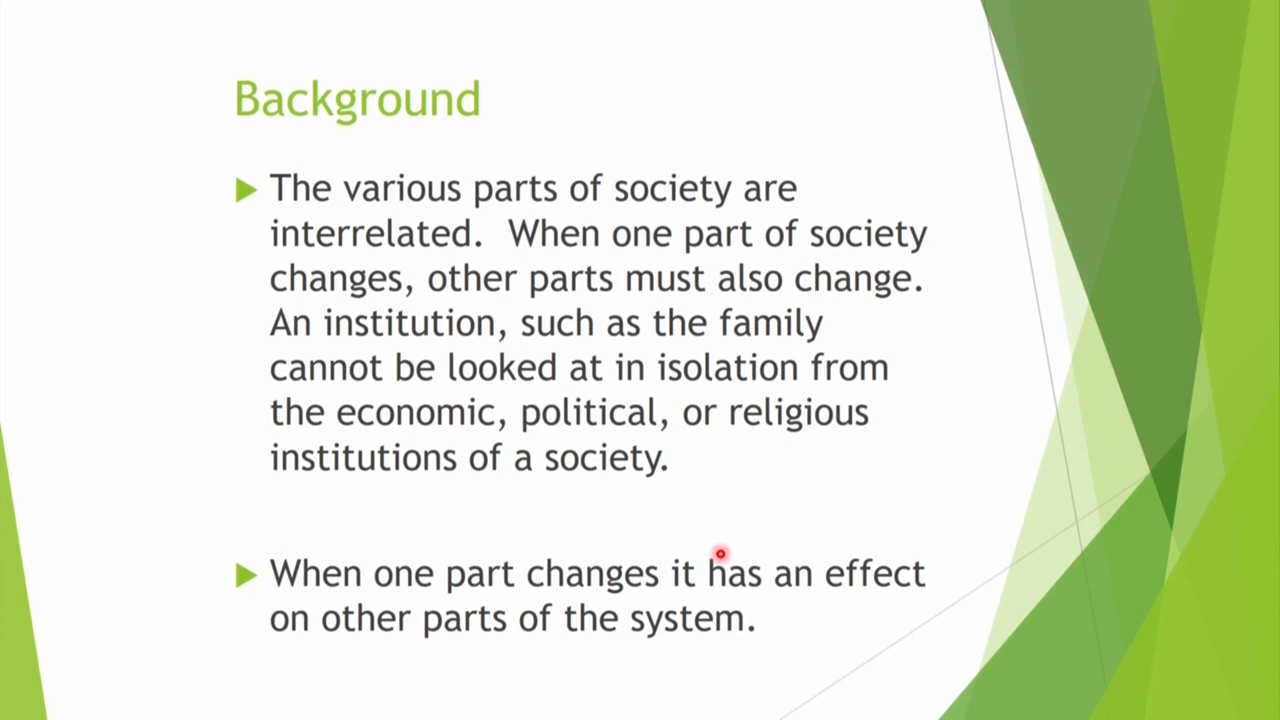 Background
The various parts of society are
interrelated.  When one part of society
changes, other parts must also change.
An institution, such as the family
cannot be looked at in isolation from
the economic, political, or religious
institutions of a society.
When one part changes it has an effect
on other parts of the system.